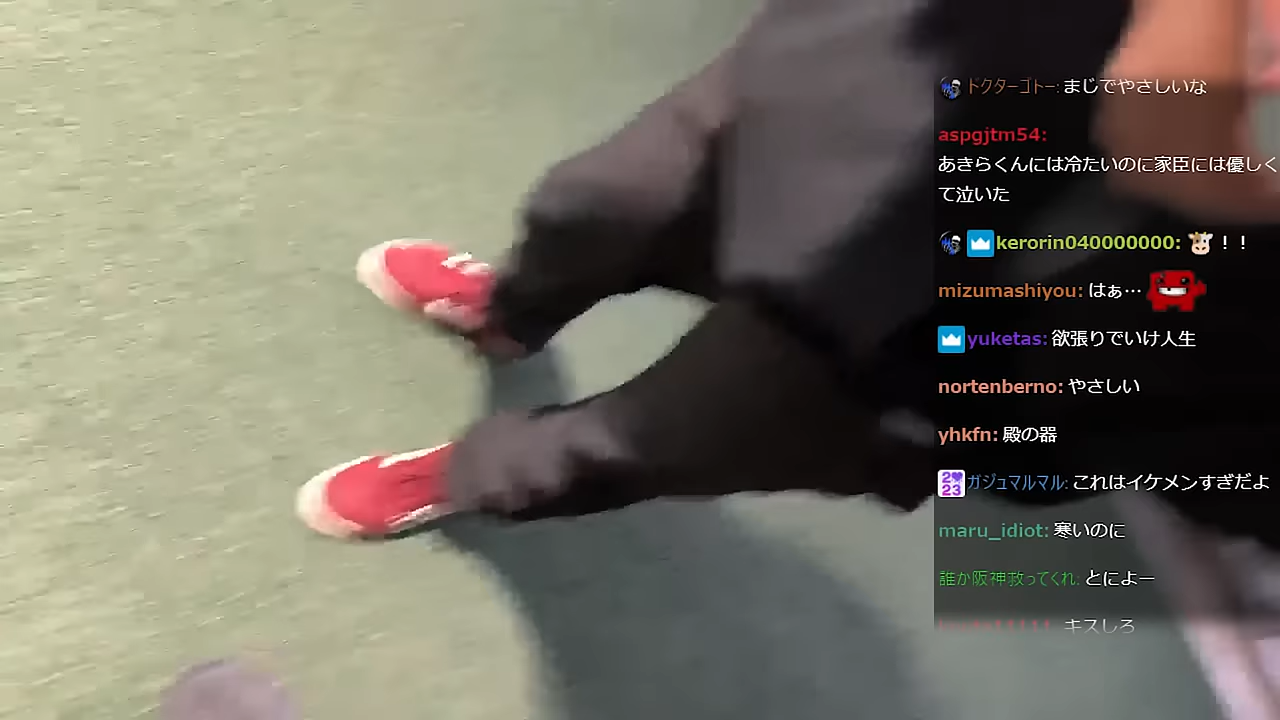 ドクターゴトー: まじでやさしいな
aspgjtm54:
あきらくんには冷たいのに家臣には優しく
て泣いた
kerorin040000000: ！！
mizumashiyou: はぁ…
yuketas: 欲張りでいけ人生
nortenberno: やさしい
yhkfn: 殿の器
2 23 ガジュマルマル: これはイケメンすぎだよ
maru_idiot: 寒いのに
誰か阪神救ってくれ: とによー
キスしろ